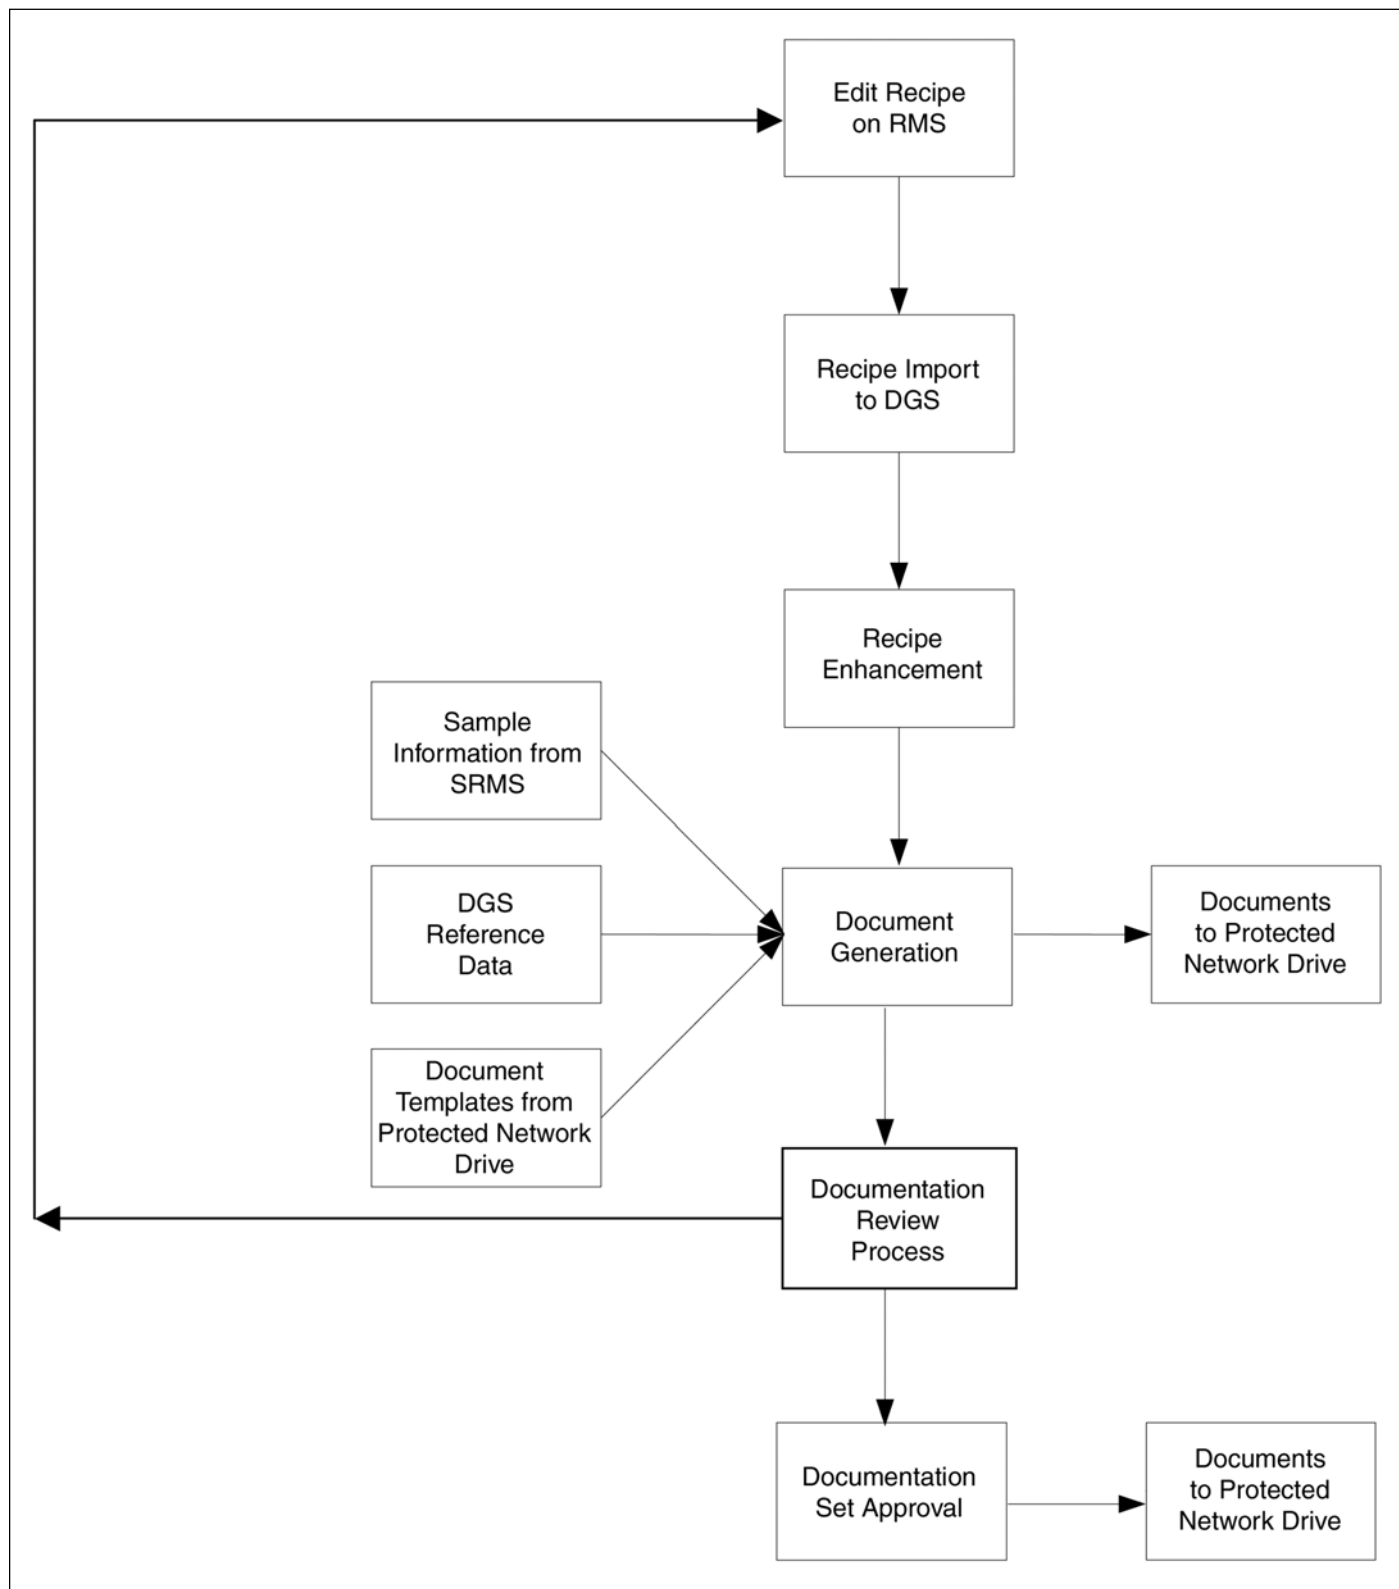 Edit Recipe
on RMS
Recipe Import
to DGS
Recipe
Enhancement
Sample
Information from
SRMS
DGS
Reference
Data
Document
Generation
Documents
to Protected
Network Drive
Document
Templates from
Protected Network
Drive
Documentation
Review
Process
Documentation
Set Approval
Documents
to Protected
Network Drive